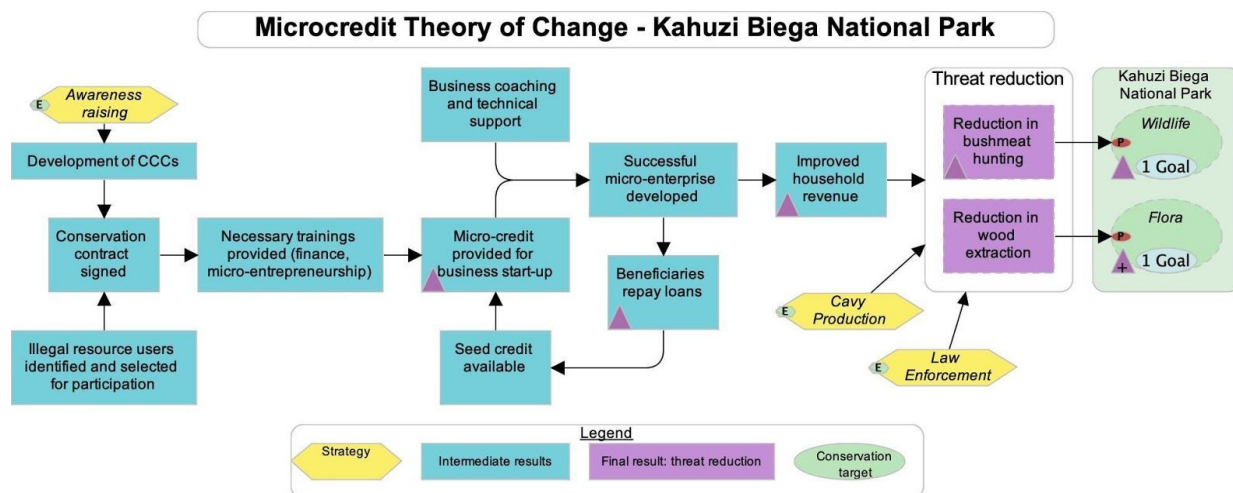 Microcredit Theory of Change - Kahuzi Biega National Park
E
Awareness
raising
Development of CCCs
Conservation
contract
signed
Illegal resource users
identified and selected
for participation
Necessary trainings
provided (finance,
micro-entrepreneurship)
Business coaching
and technical
support
Micro-credit
provided for
business start-up
Seed credit
available
Successful
micro-enterprise
developed
Beneficiaries
repay loans
Improved
household
revenue
Threat reduction
Reduction in
bushmeat
hunting
Reduction in
wood
extraction
E
Cavy
Production
E
Law
Enforcement
Kahuzi Biega
National Park
Wildlife
P
1 Goal
Flora
P
+
1 Goal
Legend
Strategy
Intermediate results
Final result: threat reduction
Conservation
target